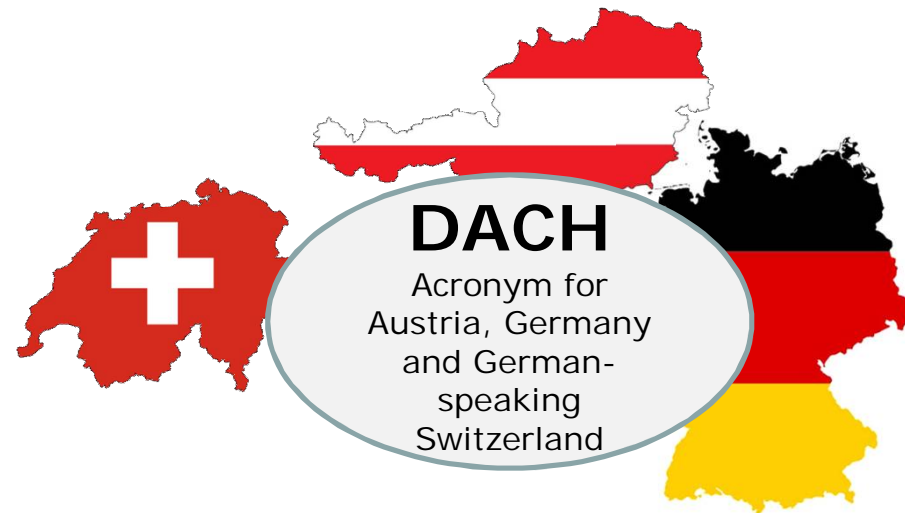 DACH
Acronym for
Austria, Germany
and German-
speaking
Switzerland